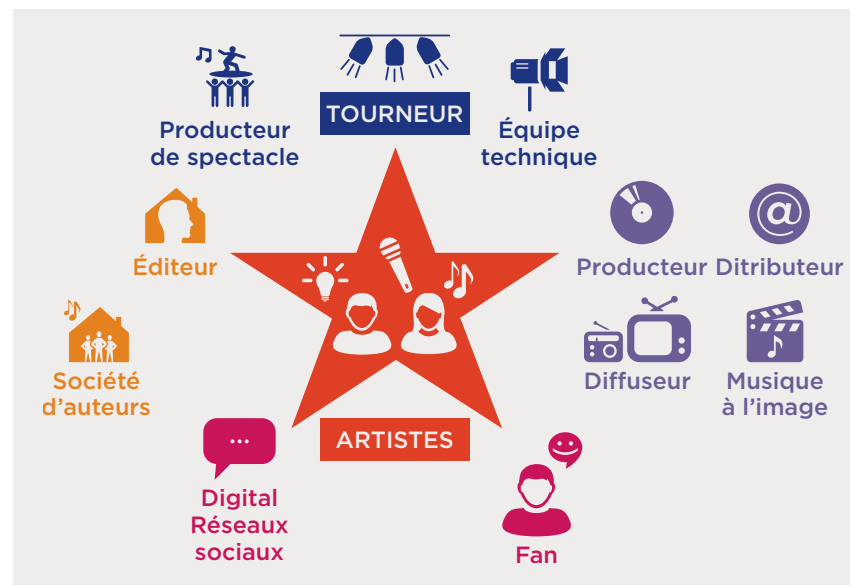 TOURNEUR
Producteur
de spectacle
Équipe
technique
Éditeur
Producteur
Ditributeur
Société
d'auteurs
Diffuseur
Musique
à l'image
ARTISTES
...
Digital
Réseaux
sociaux
@
Fan